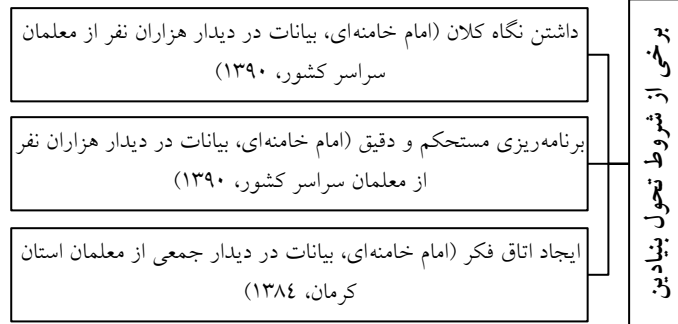 برخی از شروط تحول بنیادین
داشتن نگاه کلان (امام خامنه‌ای، بیانات در دیدار هزاران نفر از معلمان
سراسر کشور، ۱۳۹۰)
برنامه‌ریزی مستحکم و دقیق (امام خامنه‌ای، بیانات در دیدار هزاران نفر
از معلمان سراسر کشور، ۱۳۹۰)
ایجاد اتاق فکر (امام خامنه‌ای، بیانات در دیدار جمعی از معلمان استان
کرمان، ۱۳۸٤)